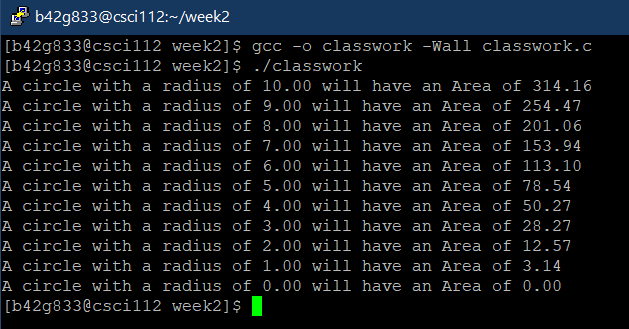 b42g833@csci112:~/week2
[b42g833@csci112 week2]$ gcc -o classwork -Wall classwork.c
[b42g833@csci112 week2]$ ./classwork
A circle with a radius of 10.00 will have an Area of 314.16
A circle with a radius of 9.00 will have an Area of 254.47
A circle with a radius of 8.00 will have an Area of 201.06
A circle with a radius of 7.00 will have an Area of 153.94
A circle with a radius of 6.00 will have an Area of 113.10
A circle with a radius of 5.00 will have an Area of 78.54
A circle with a radius of 4.00 will have an Area of 50.27
A circle with a radius of 3.00 will have an Area of 28.27
A circle with a radius of 2.00 will have an Area of 12.57
A circle with a radius of 1.00 will have an Area of 3.14
A circle with a radius of 0.00 will have an Area of 0.00
[b42g833@csci112 week2]$